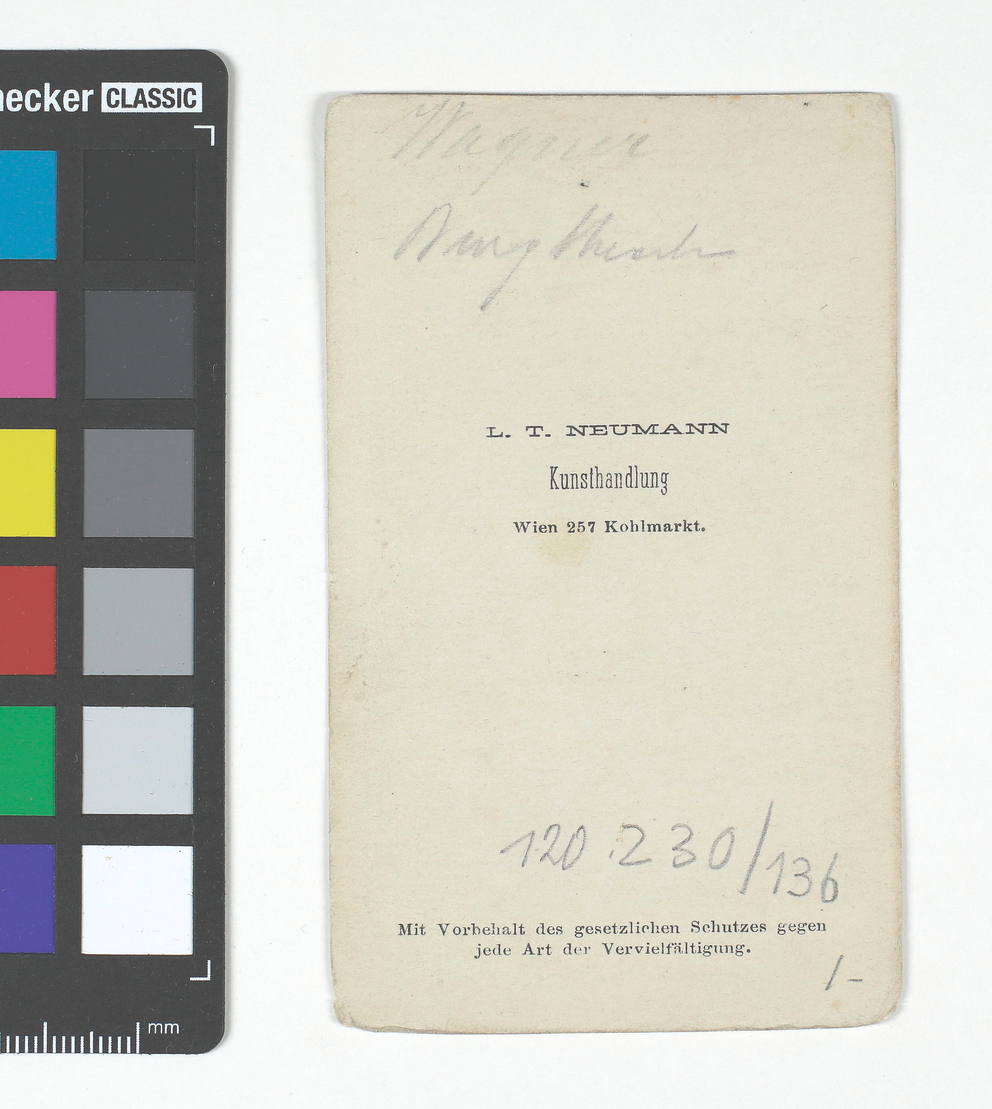 ecker CLASSIC
mm
Wagner
Burgtheater
L. T. NEUMANN
Kunsthandlung
Wien 257 Kohlmarkt.
120.230/136
Mit Vorbehalt des gesetzlichen Schutzes gegen
jede Art der Vervielfältigung.
1-